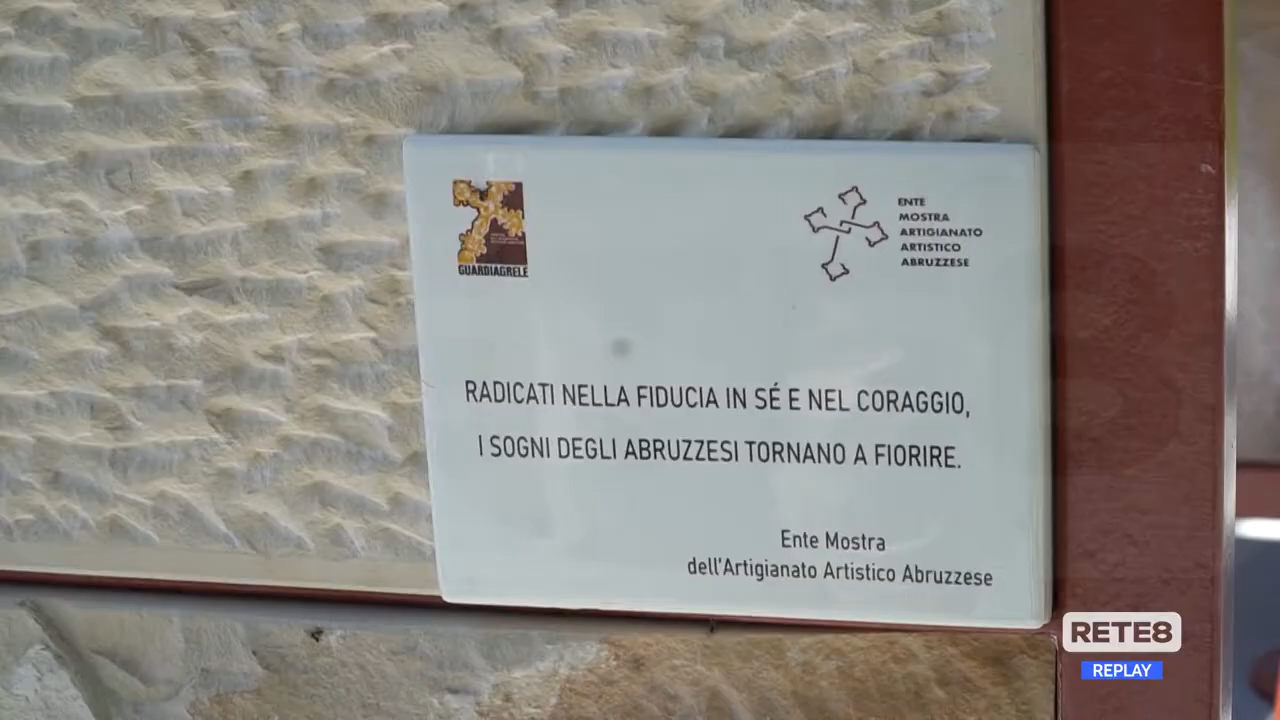 GUARDIAGRELE
ENTE
MOSTRA
ARTIGIANATO
ARTISTICO
ABRUZZESE
RADICATI NELLA FIDUCIA IN SÉ E NEL CORAGGIO,
I SOGNI DEGLI ABRUZZESI TORNANO A FIORIRE.
Ente Mostra
dell'Artigianato Artistico Abruzzese
RETE8
REPLAY